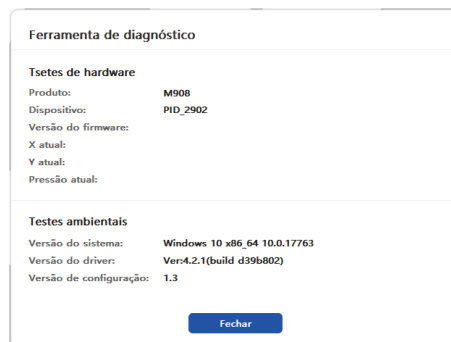 Ferramenta de diagnóstico
Tsetes de hardware
Produto: M908
Dispositivo: PID_2902
Versão do firmware:
X atual:
Y atual:
Pressão atual:
Testes ambientais
Versão do sistema: Windows 10 x86_64 10.0.17763
Versão do driver: Ver:4.2.1(build d39b802)
Versão de configuração: 1.3
Fechar